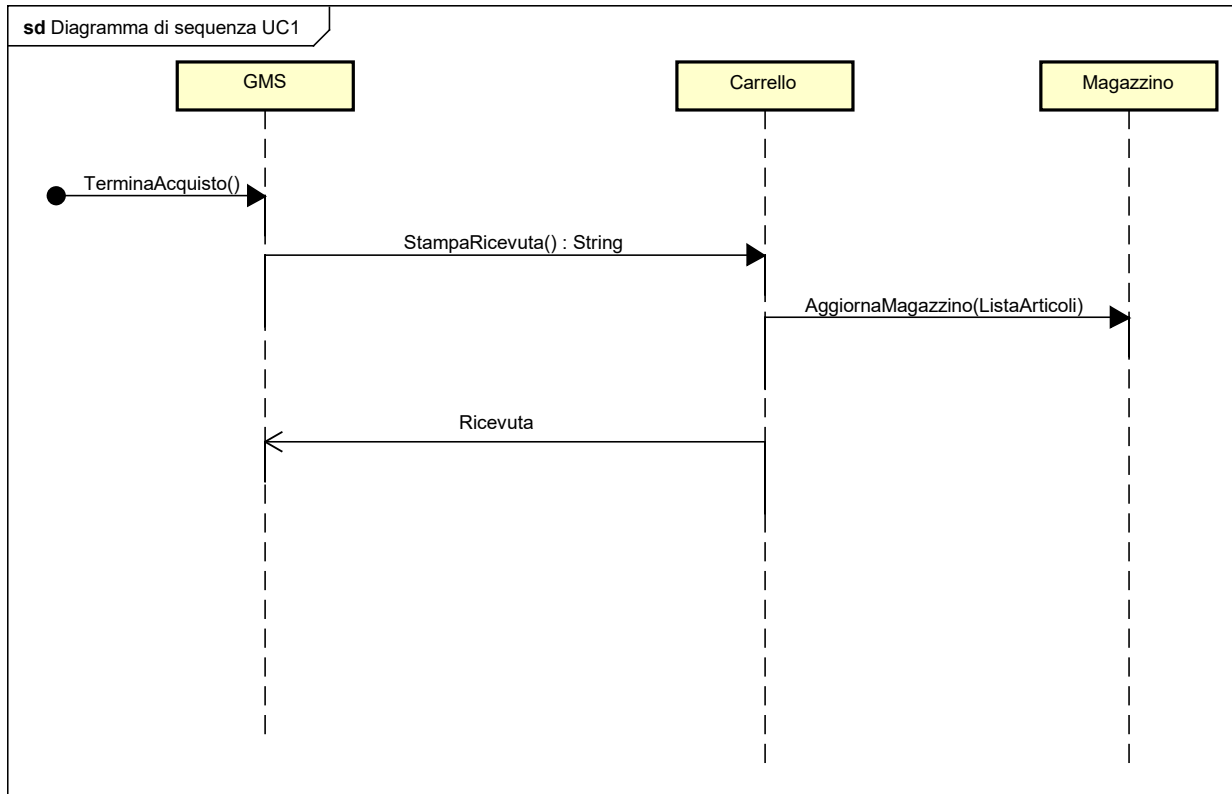 sd Diagramma di sequenza UC1
GMS
Carrello
Magazzino
TerminaAcquisto()
StampaRicevuta() : String
AggiornaMagazzino(ListaArticoli)
Ricevuta